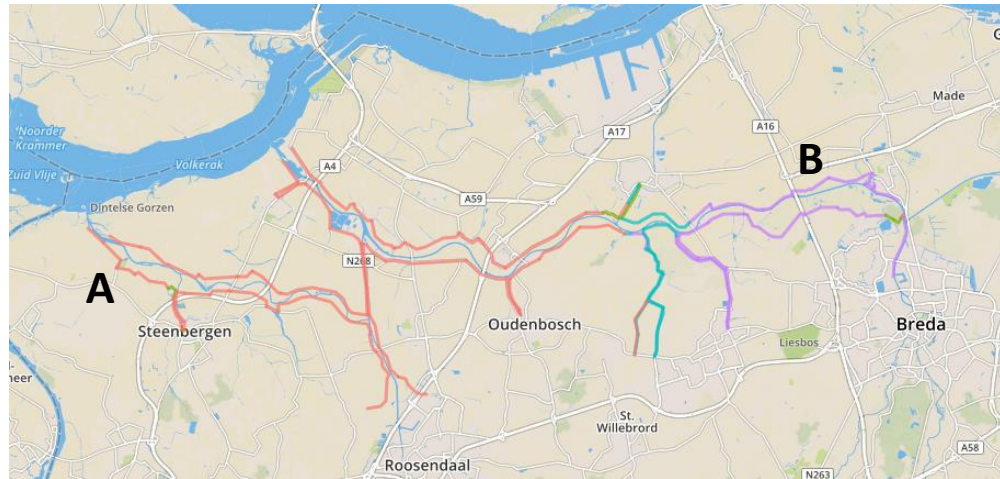 Noorder
Krammer
Zuid Vlije
Volkerak
Dintelse Gorzen
A4
A59
A17
A16
Made
G
B
A
N268
Steenbergen
Oudenbosch
Liesbos
Breda
St.
Willebrord
Roosendaal
meer
N263
A58